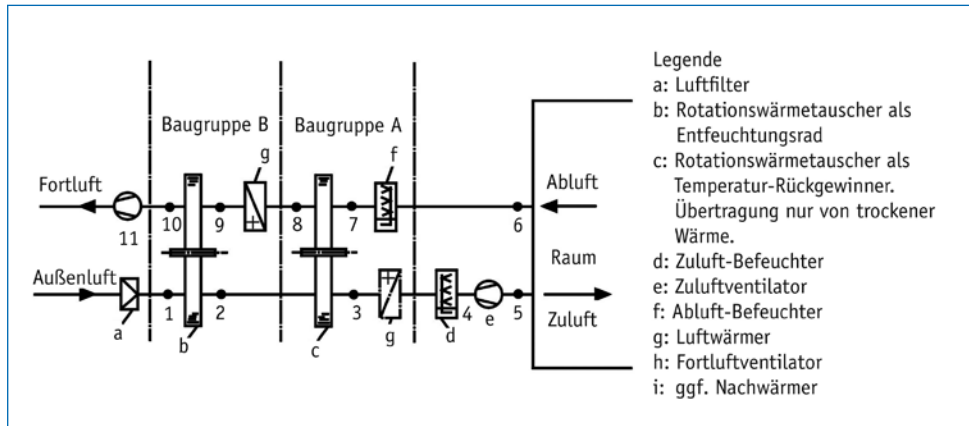 Baugruppe B
Baugruppe A
g
f
Fortluft
Abluft
11
10
9
8
7
6
Außenluft
Raum
1
2
3
4
5
Zuluft
a
b
c
g
d
e
Legende
a: Luftfilter
b: Rotationswärmetauscher als
Entfeuchtungsrad
c: Rotationswärmetauscher als
Temperatur-Rückgewinner.
Übertragung nur von trockener
Wärme.
d: Zuluft-Befeuchter
e: Zuluftventilator
f: Abluft-Befeuchter
g: Luftwärmer
h: Fortluftventilator
i: ggf. Nachwärmer